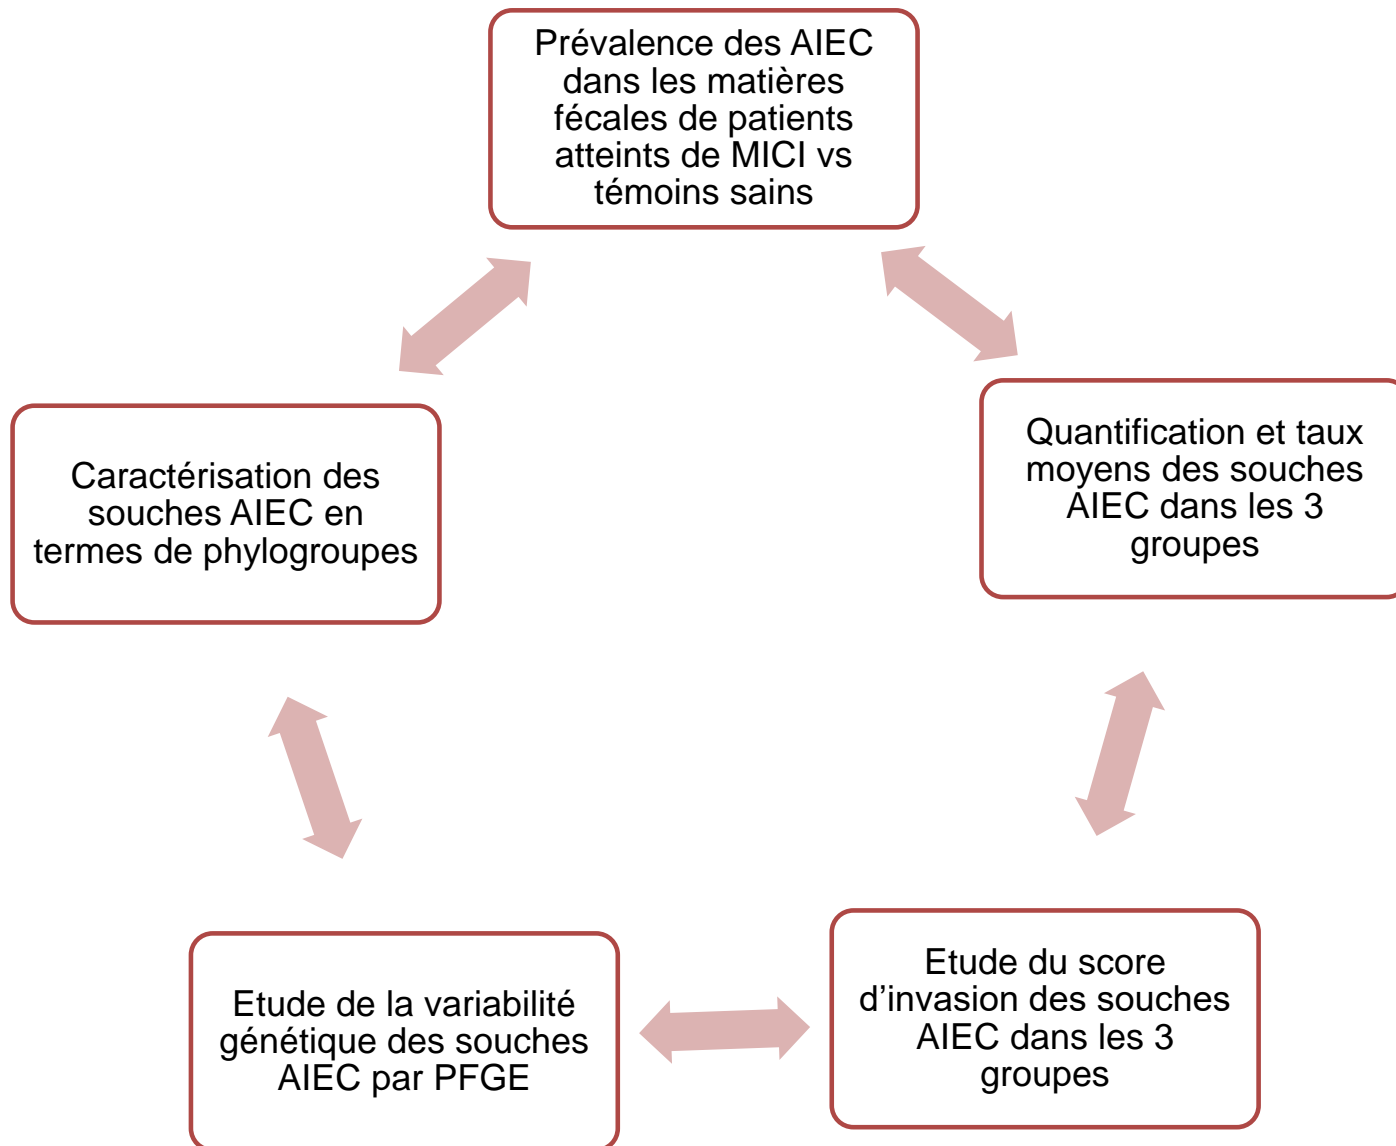 Prévalence des AIEC
dans les matières
fécales de patients
atteints de MICI vs
témoins sains
Quantification et taux
moyens des souches
AIEC dans les 3
groupes
Etude du score
d’invasion des souches
AIEC dans les 3
groupes
Etude de la variabilité
génétique des souches
AIEC par PFGE
Caractérisation des
souches AIEC en
termes de phylogroupes